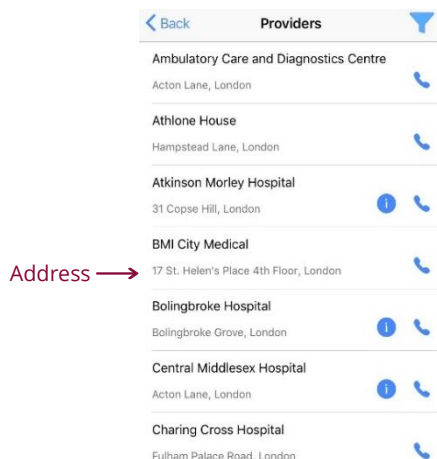 Back Providers
Ambulatory Care and Diagnostics Centre
Acton Lane, London
Athlone House
Hampstead Lane, London
Atkinson Morley Hospital
31 Copse Hill, London
BMI City Medical
Address 17 St. Helen's Place 4th Floor, London
Bolingbroke Hospital
Bolingbroke Grove, London
Central Middlesex Hospital
Acton Lane, London
Charing Cross Hospital
Fulham Palace Road, London